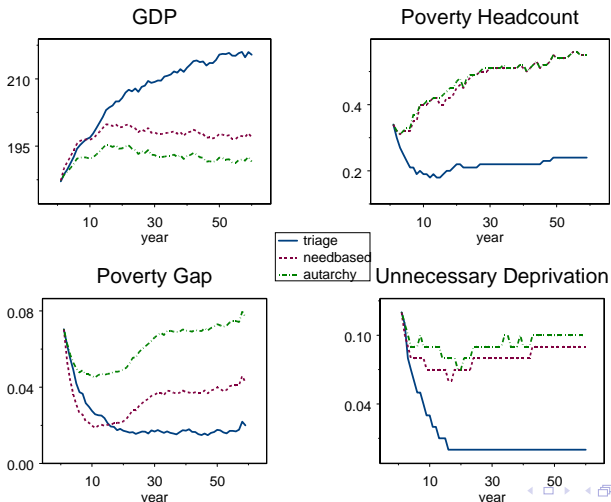 GDP
210
195
10
30
50
year
Poverty Headcount
0.4
0.2
10
30
50
year
triage
needbased
autarchy
Poverty Gap
0.08
0.04
0.00
10
30
50
year
Unnecessary Deprivation
0.10
0.04
10
30
50
year